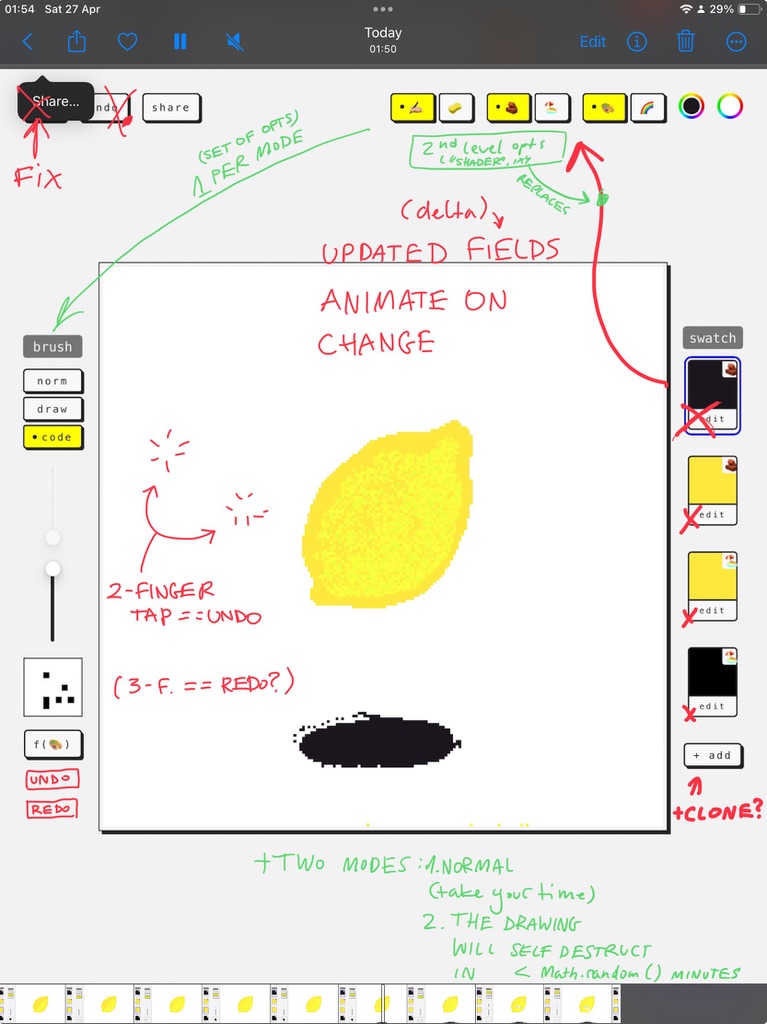 01:54 Sat 27 Apr
29%
Today
01:50
Edit
Share...
ndo
share
FIX
(SET OF OPTS)
1 PER MODE
2nd level opts
("SHADER", ixy
REPLACES
(delta)
UPDATED FIELDS
ANIMATE ON
CHANGE
brush
norm
draw
• code
swatch
edit
edit
edit
edit
2-FINGER
TAP == UNDO
(3-F. == REDO?)
f( )
UNDO
REDO
+ add
+CLONE?
+TWO MODES: 1. NORMAL
(take your time)
2. THE DRAWING
WILL SELF DESTRUCT
IN < Math.random() MINUTES